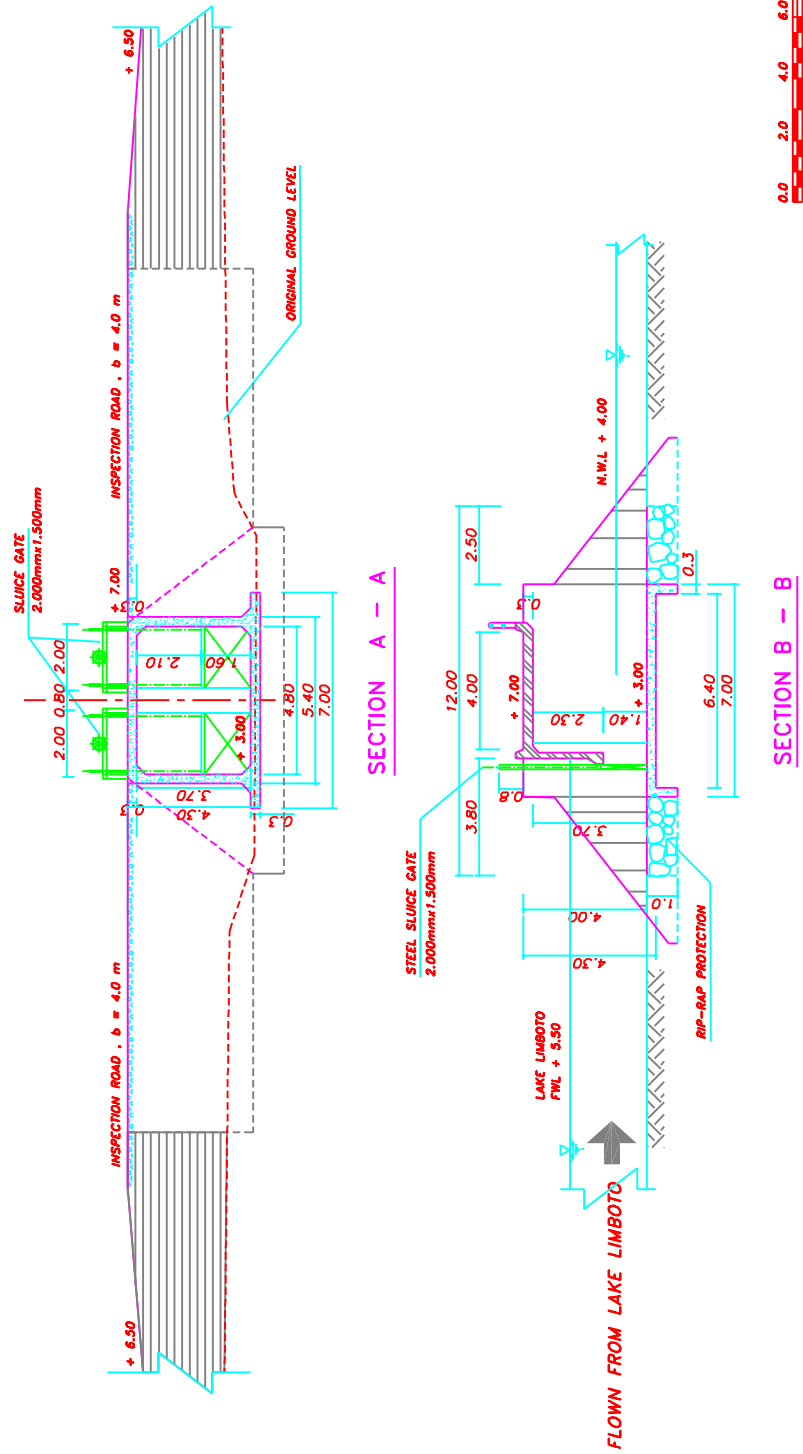 SLUICE GATE
2.000mmx1.500mm
2.00
0.80
2.00
+ 6.50
INSPECTION ROAD , b = 4.0 m
0.3
+7.00
0.3
INSPECTION ROAD , b = 4.0 m
+ 6.50
2.10
1.60
4.30
3.70
+ 3.00
0.3
4.80
5.40
7.00
ORIGINAL GROUND LEVEL
SECTION A - A
STEEL SLUICE GATE
2.000mmx1.500mm
12.00
3.80
4.00
2.50
0.8
0.3
+ 7.00
LAKE LIMBOTO
FWL + 5.50
4.30
4.00
3.70
2.30
1.40
N.W.L + 4.00
+ 3.00
FLOWN FROM LAKE LIMBOTO
1.0
0.3
RIP-RAP PROTECTION
6.40
7.00
SECTION B - B
0.0
2.0
4.0
6.0